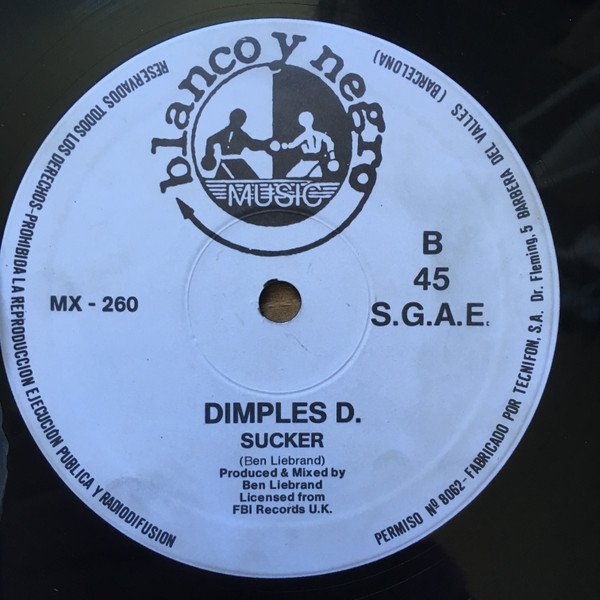 blanco y negro
MUSIC
B
45
S.G.A.E.
MX - 260
DIMPLES D.
SUCKER
(Ben Liebrand)
Produced & Mixed by
Ben Liebrand
Licensed from
FBI Records U.K.
RESERVADOS TODOS LOS DERECHOS-PROHIBIDA LA REPRODUCCION EJECUCIÓN PUBLICA Y RADIODIFUSION
PERMISO Nº 8062-FABRICADO POR TECNIFON, S.A. Dr. Fleming, 5 BARBERA DEL VALLES (BARCELONA)